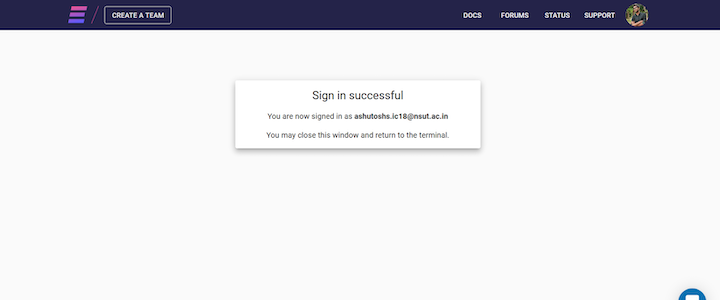 CREATE A TEAM
DOCS FORUMS STATUS SUPPORT
Sign in successful
You are now signed in as ashutoshs.ic18@nsut.ac.in
You may close this window and return to the terminal.